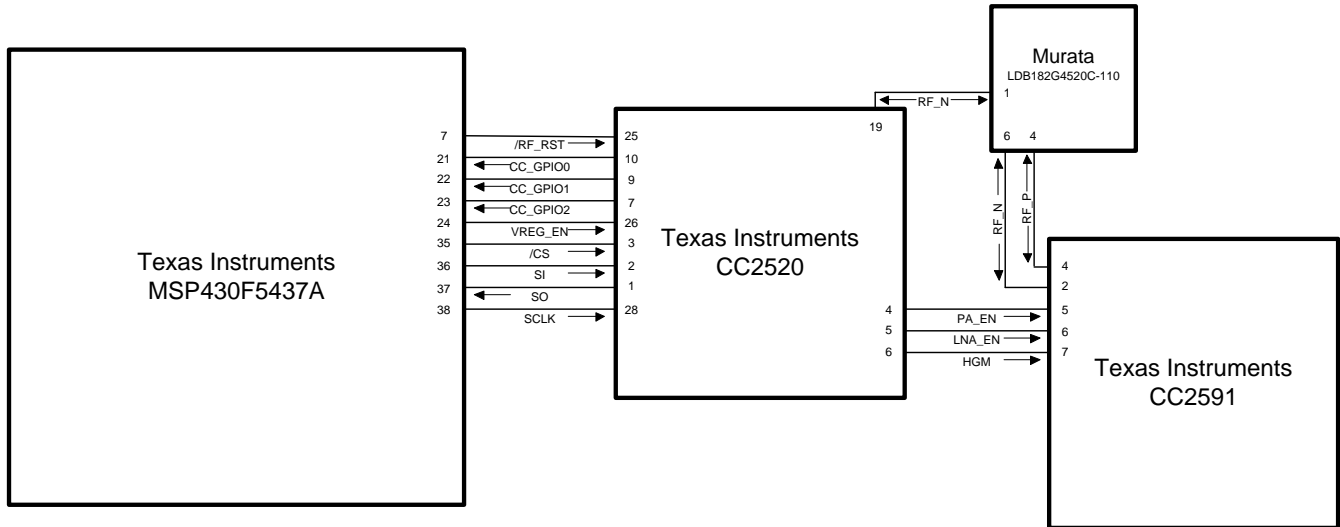 Murata
LDB182G4520C-110
1
RF_N
19
6 4
7 25
/RF_RST
21 10
CC_GPIO0
22 9
CC_GPIO1
23 7
CC_GPIO2
24 26
VREG_EN
35 3
/CS
36 2
SI
37 1
SO
38 28
SCLK
Texas Instruments
MSP430F5437A
Texas Instruments
CC2520
RF_N
RF_P
4
2
4 5
PA_EN
5 6
LNA_EN
6 7
HGM
Texas Instruments
CC2591